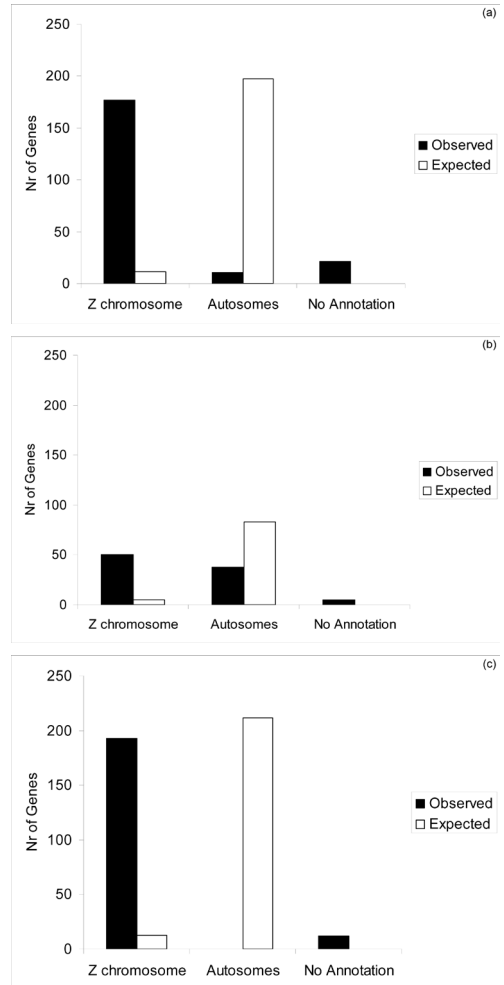 (a)
250
200
150
100
50
0
Nr of Genes
Z chromosome Autosomes No Annotation
Observed
Expected
(b)
250
200
150
100
50
0
Nr of Genes
Z chromosome Autosomes No Annotation
Observed
Expected
(c)
250
200
150
100
50
0
Nr of Genes
Z chromosome Autosomes No Annotation
Observed
Expected